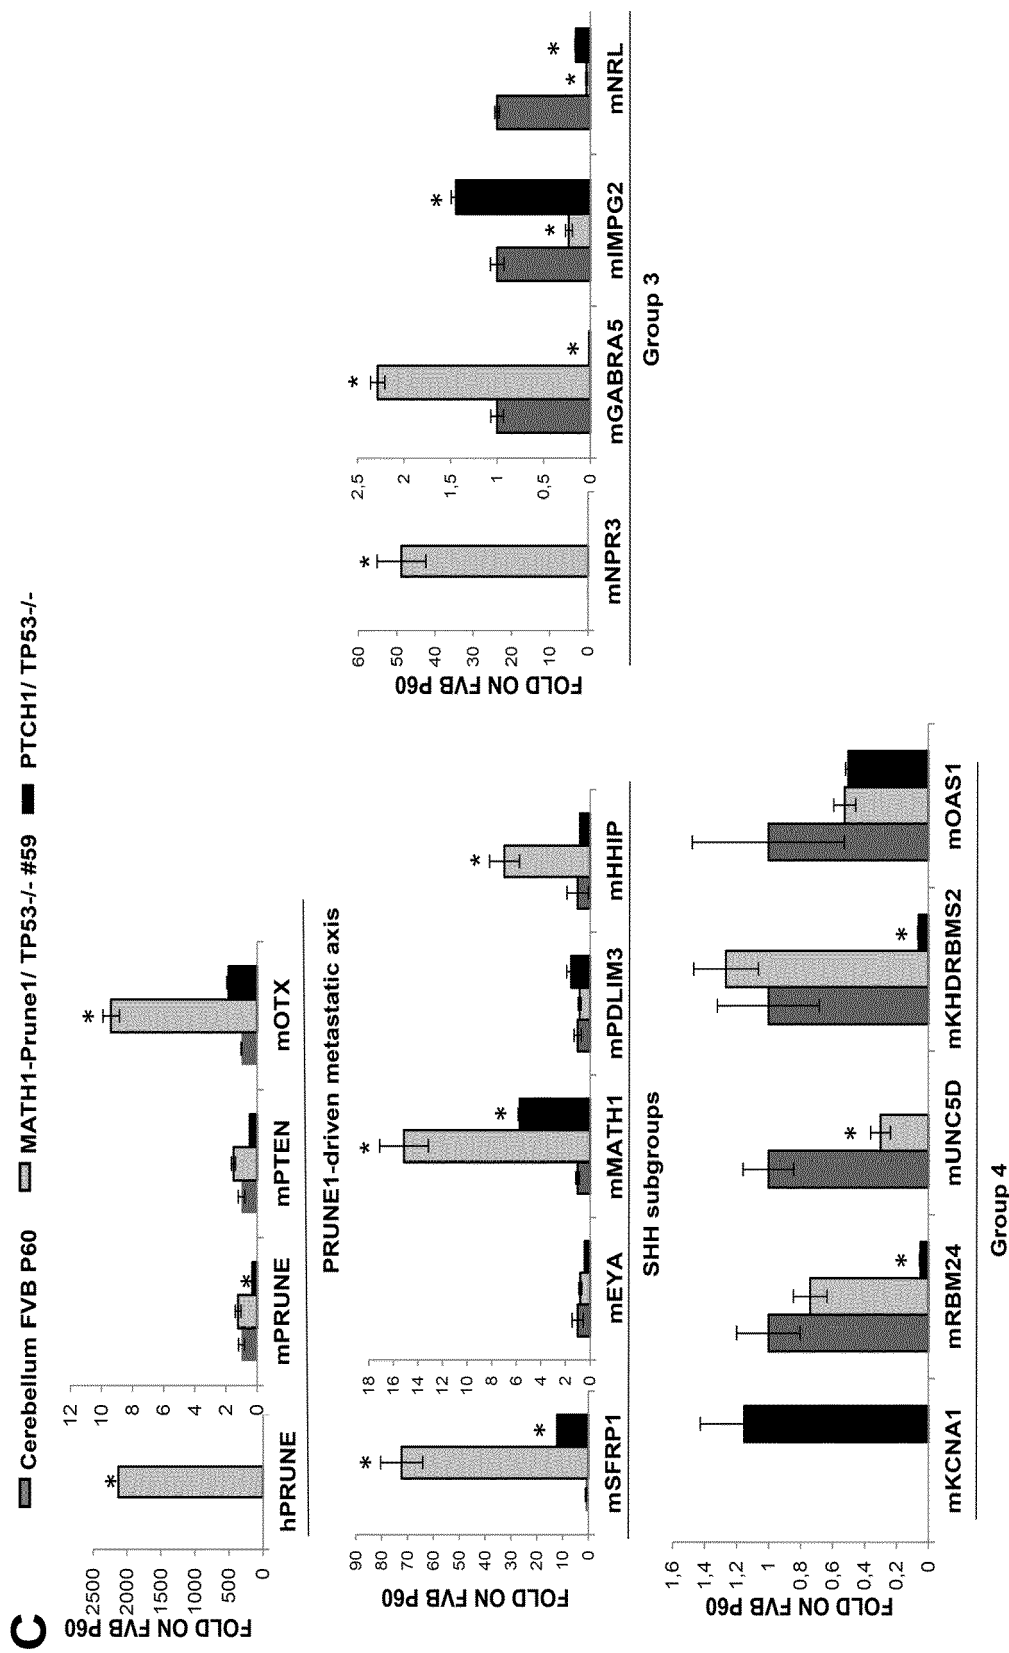 C
Cerebellum FVB P60
MATH1-Prune1/ TP53-/- #59
PTCH1/ TP53-/-
FOLD ON FVB P60
2500
2000
1500
1000
500
0
hPRUNE
*
12
10
8
6
4
2
0
mPRUNE
*
mPTEN
mOTX
*
PRUNE1-driven metastatic axis
FOLD ON FVB P60
90
80
70
60
50
40
30
20
10
0
mSFRP1
*
*
18
16
14
12
10
8
6
4
2
0
mEYA
mMATH1
*
*
mPDLIM3
mHHIP
*
SHH subgroups
FOLD ON FVB P60
60
50
40
30
20
10
0
mNPR3
*
2,5
2
1,5
1
0,5
0
mGABRA5
*
*
mIMPG2
*
*
mNRL
*
*
Group 3
FOLD ON FVB P60
1,6
1,4
1,2
1
0,8
0,6
0,4
0,2
0
mKCNA1
mRBM24
*
mUNC5D
*
mKHDRBMS2
*
mOAS1
Group 4